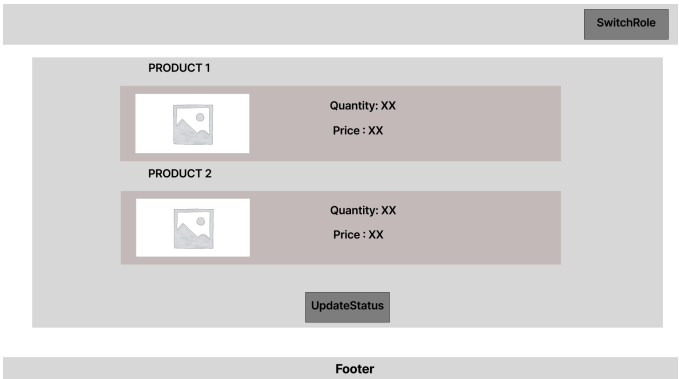 SwitchRole
PRODUCT 1
Quantity: XX
Price : XX
PRODUCT 2
Quantity: XX
Price : XX
UpdateStatus
Footer